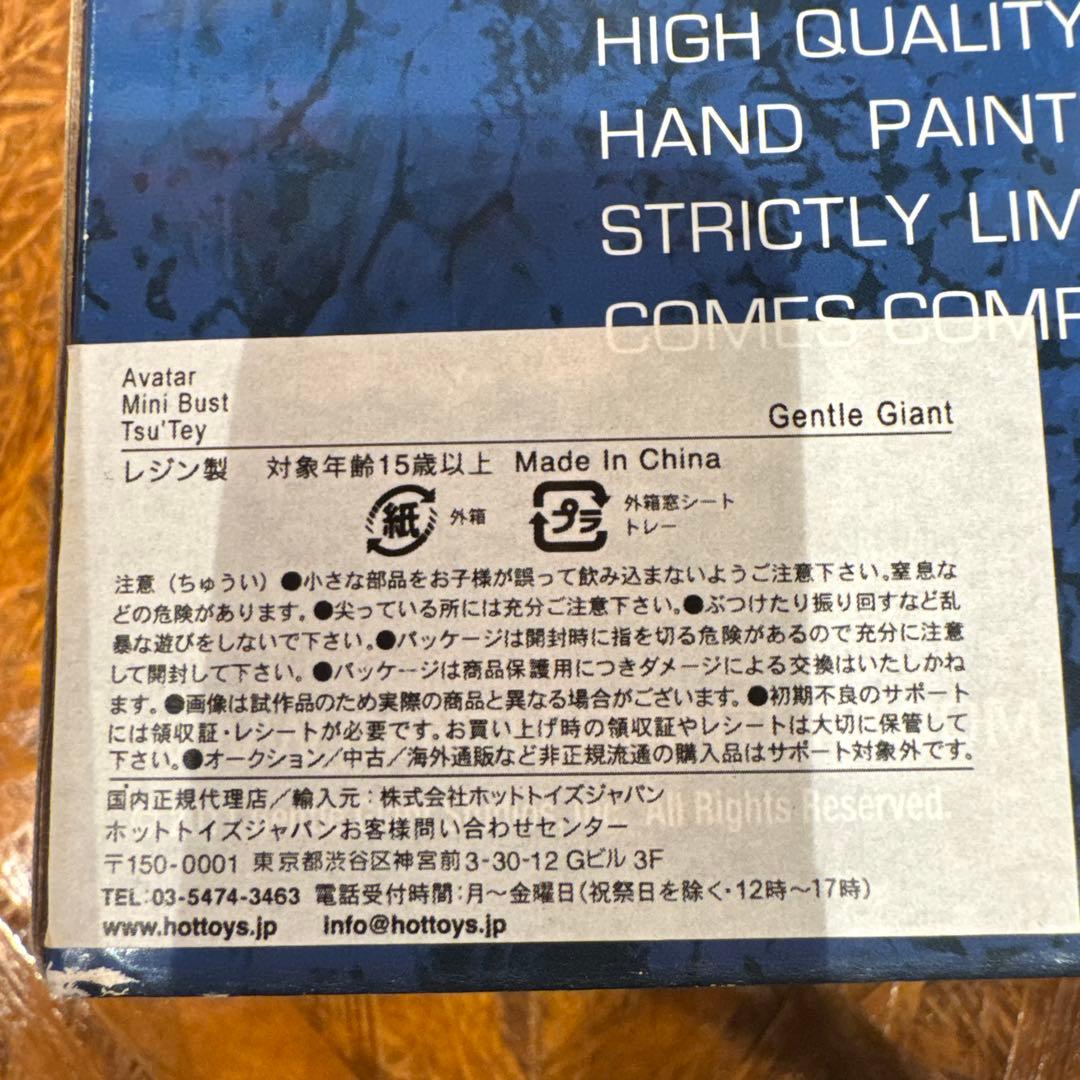 HIGH QUALITY
HAND PAINT
STRICTLY LIM
COMES COMP
Avatar
Mini Bust
Tsu'Tey
Gentle Giant
レジン製 対象年齢15歳以上 Made In China
紙 外箱 プラ 外箱窓シート
トレー
注意（ちゅうい）●小さな部品をお子様が誤って飲み込まないようご注意下さい。窒息な
どの危険があります。●尖っている所には充分ご注意下さい。●ぶつけたり振り回すなど乱
暴な遊びをしないで下さい。●パッケージは開封時に指を切る危険があるので充分に注意
して開封して下さい。●パッケージは商品保護用につきダメージによる交換はいたしかね
ます。●画像は試作品のため実際の商品と異なる場合がございます。●初期不良のサポート
には領収証・レシートが必要です。お買い上げ時の領収証やレシートは大切に保管して
下さい。●オークション／中古／海外通販など非正規流通の購入品はサポート対象外です。
国内正規代理店／輸入元：株式会社ホットトイズジャパン
All Rights Reserved.
ホットトイズジャパンお客様問い合わせセンター
〒150-0001 東京都渋谷区神宮前3-30-12 Gビル 3F
TEL:03-5474-3463 電話受付時間：月〜金曜日（祝祭日を除く・12時〜17時）
www.hottoys.jp info@hottoys.jp